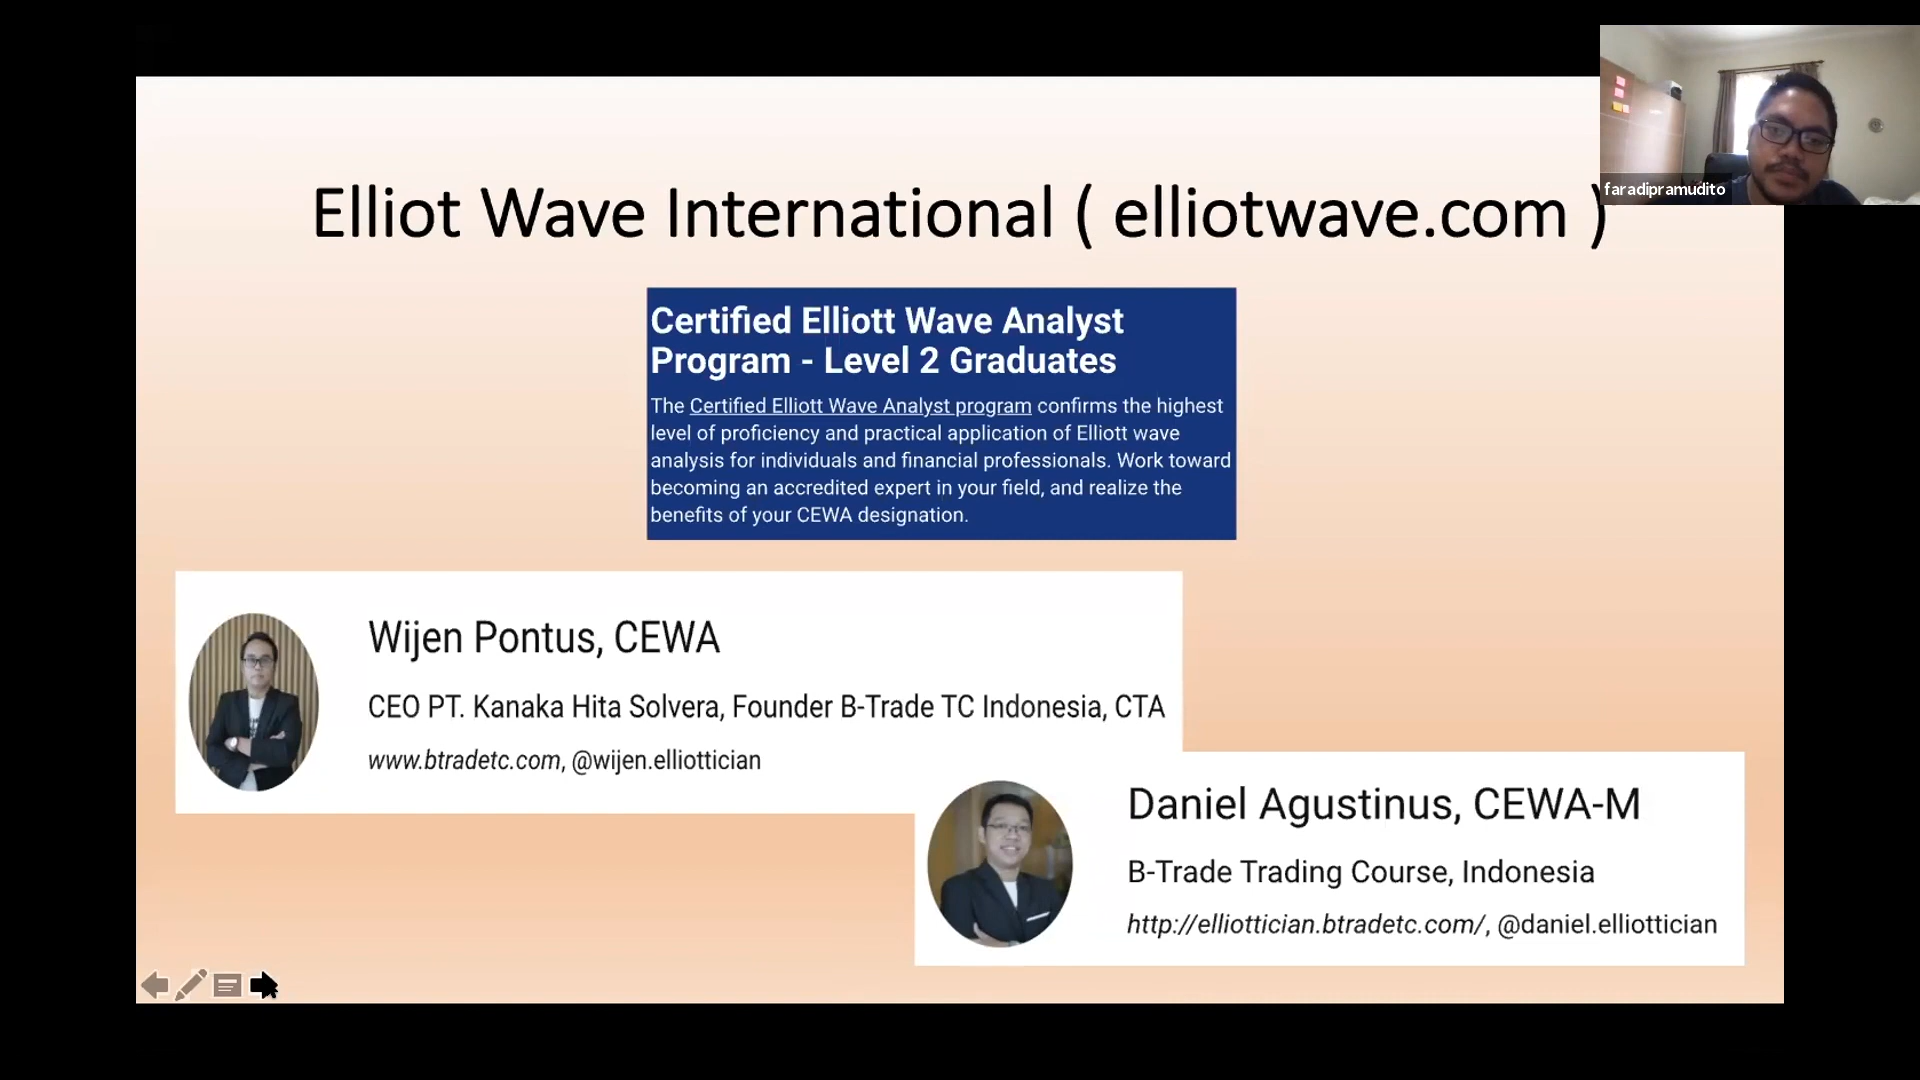 faradipramudito
Elliot Wave International ( elliotwave.com )
Certified Elliott Wave Analyst
Program - Level 2 Graduates
The Certified Elliott Wave Analyst program confirms the highest
level of proficiency and practical application of Elliott wave
analysis for individuals and financial professionals. Work toward
becoming an accredited expert in your field, and realize the
benefits of your CEWA designation.
Wijen Pontus, CEWA
CEO PT. Kanaka Hita Solvera, Founder B-Trade TC Indonesia, CTA
www.btradetc.com, @wijen.elliottician
Daniel Agustinus, CEWA-M
B-Trade Trading Course, Indonesia
http://elliottician.btradetc.com/, @daniel.elliottician